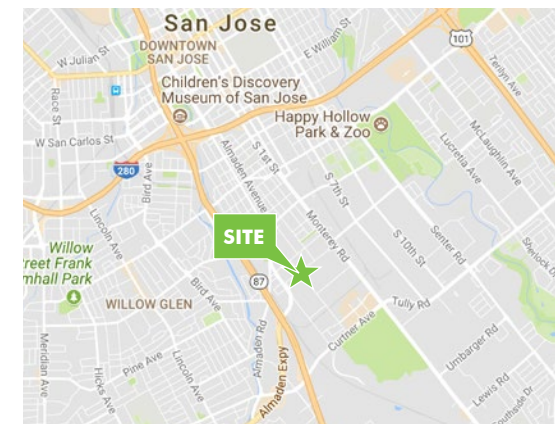 San Jose
DOWNTOWN
SAN JOSE
W Julian St
E William St
101
Terilyn Ave
Race St
Children's Discovery
Museum of San Jose
Happy Hollow
Park & Zoo
McLaughlin Ave
W San Carlos St
280
Bird Ave
Almaden Avenue
S 1st St
S 7th St
Lucretia Ave
Lincoln Ave
Monterey Rd
S 10th St
Senter Rd
SITE
Willow
treet Frank
mhall Park
87
Bird Ave
WILLOW GLEN
Tully Rd
Curtner Ave
Almaden Rd
Umbarger Rd
Meridian Ave
Pine Ave
Hicks Ave
Lincoln Ave
Almaden Expy
Lewis Rd